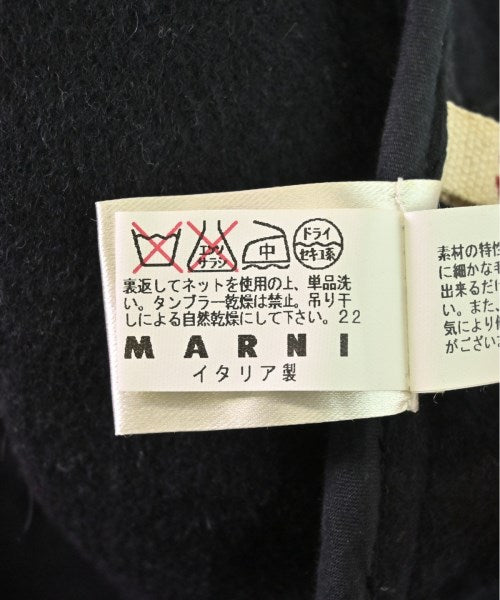 エンソ
サラシ
中
ドライ
セキユ系
裏返してネットを使用の上、単品洗
い。タンブラー乾燥は禁止。吊り干
しによる自然乾燥にして下さい。22
MARNI
イタリア製
素材の特性
に細かな毛
出来るだけ
い。また、
気により
がござい